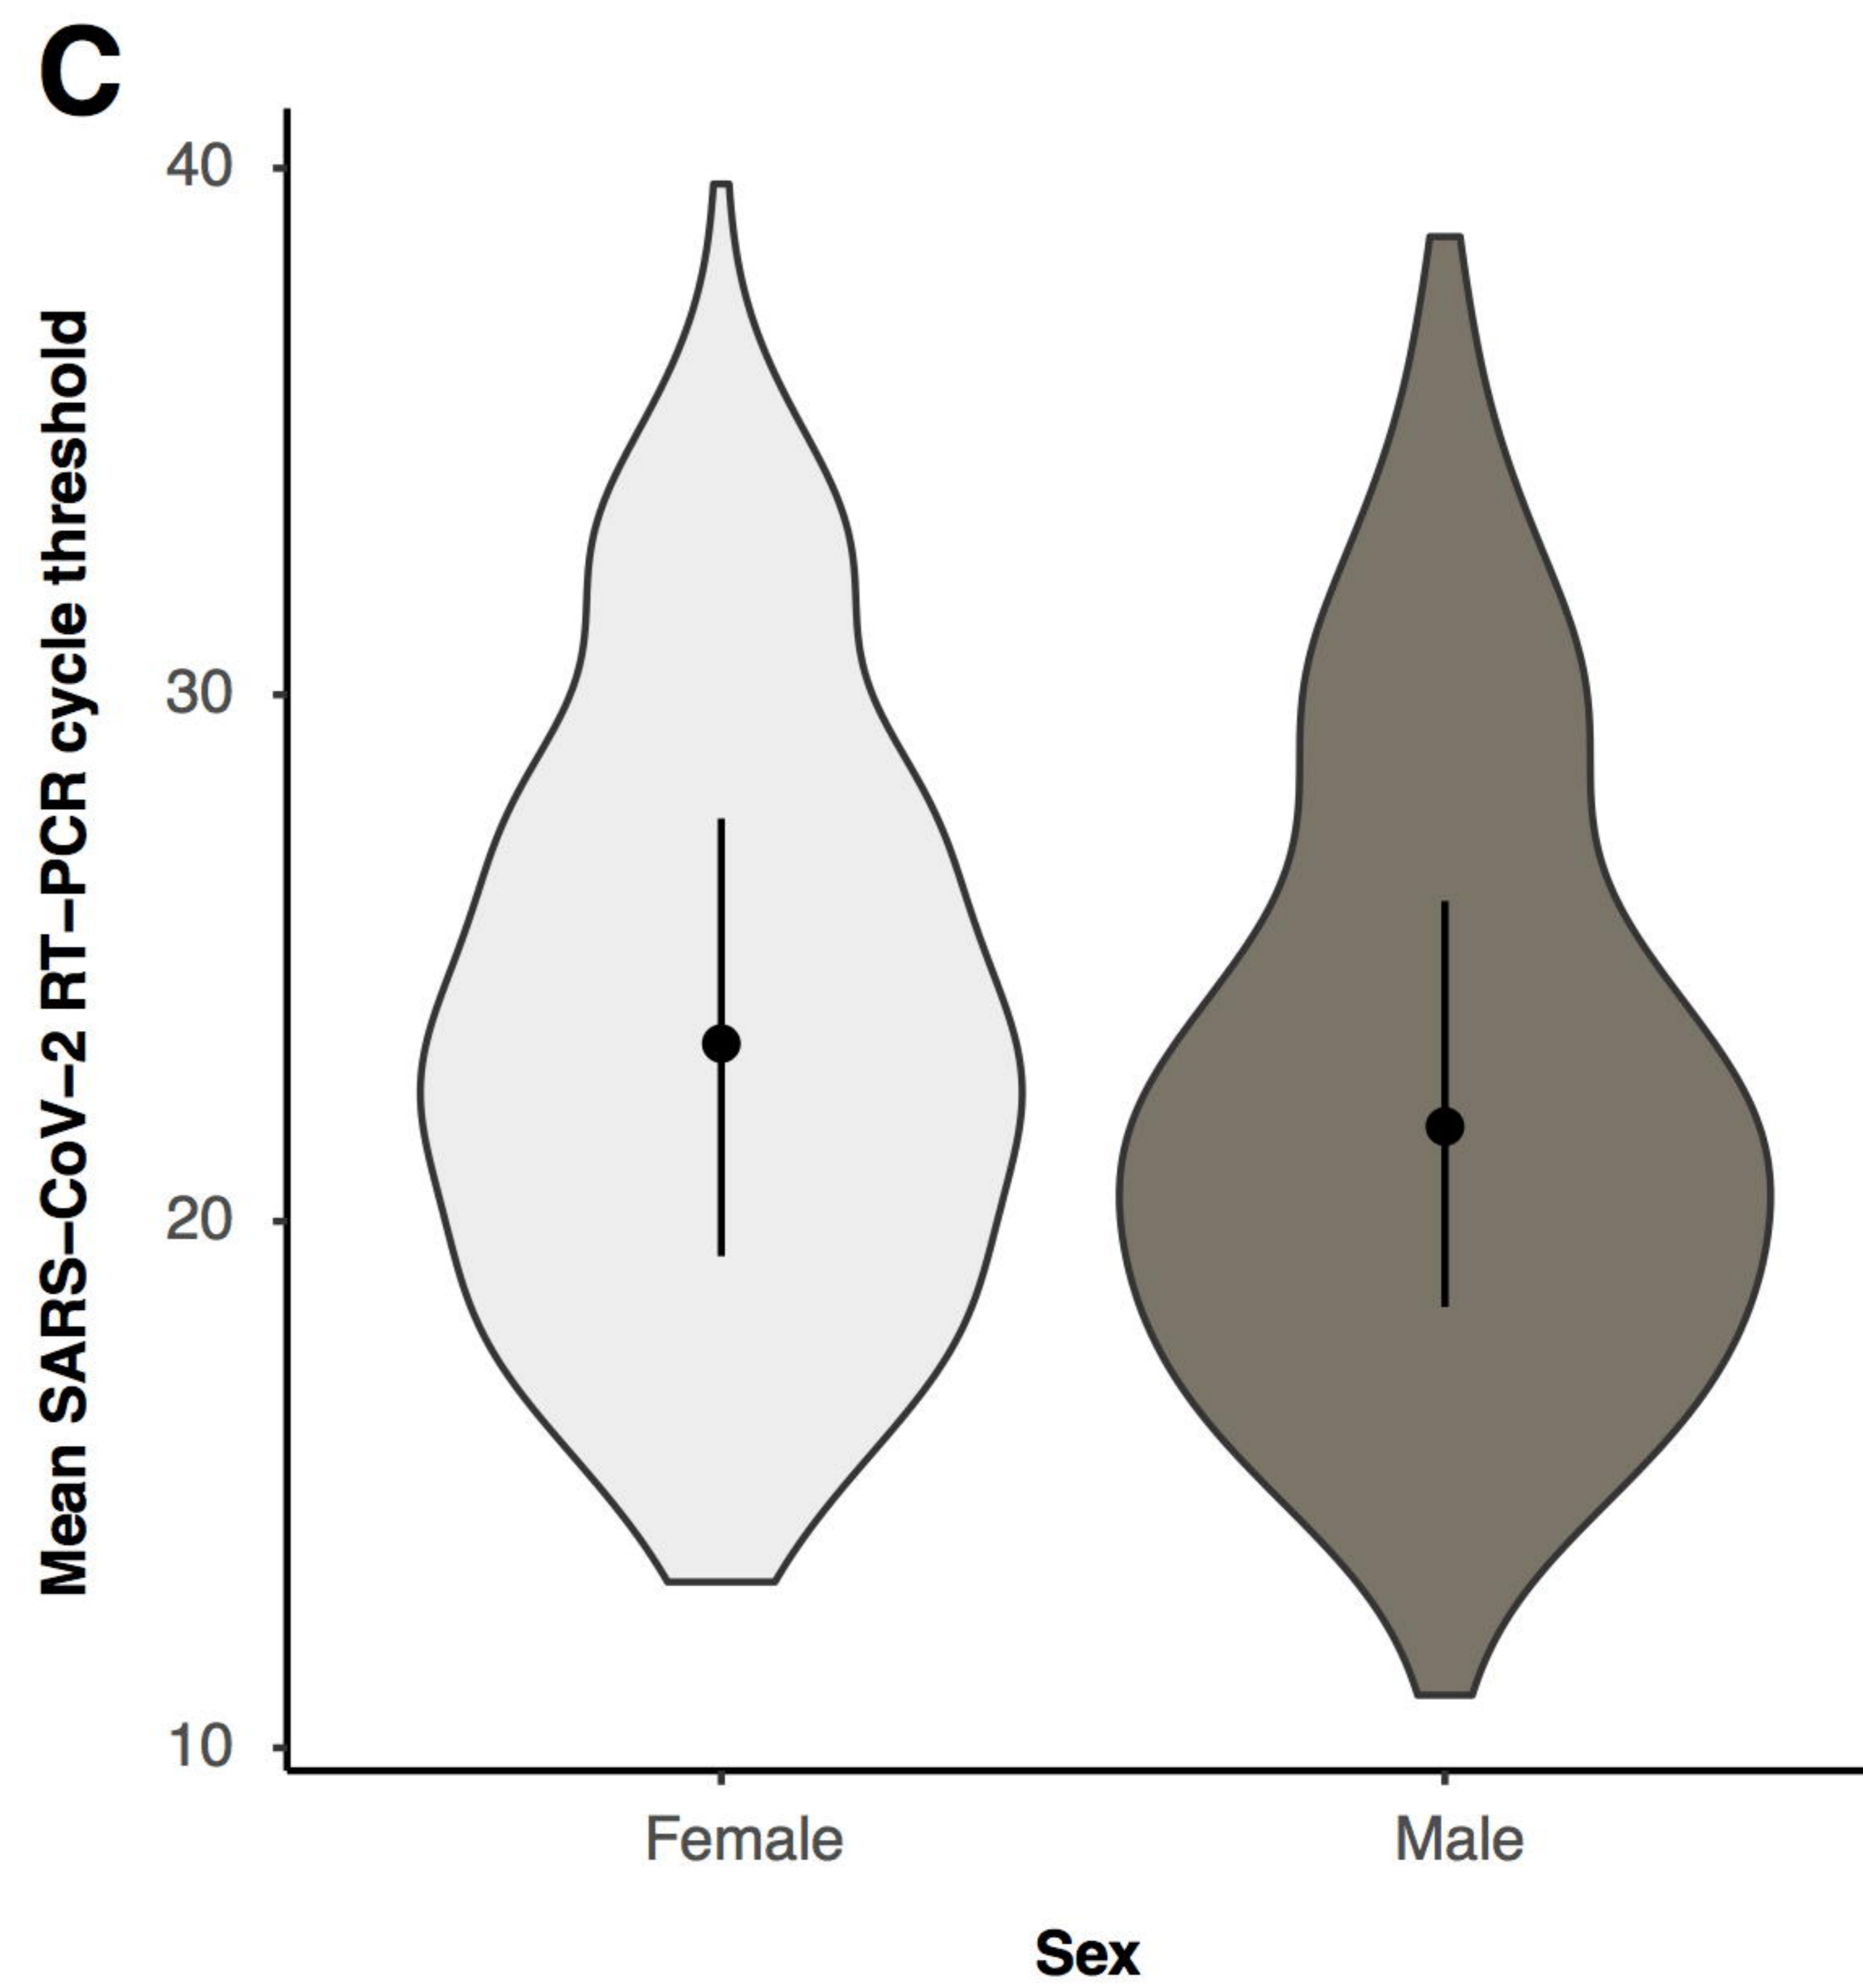 C
Mean SARS−CoV−2 RT−PCR cycle threshold
40
30
20
10
Female Male
Sex